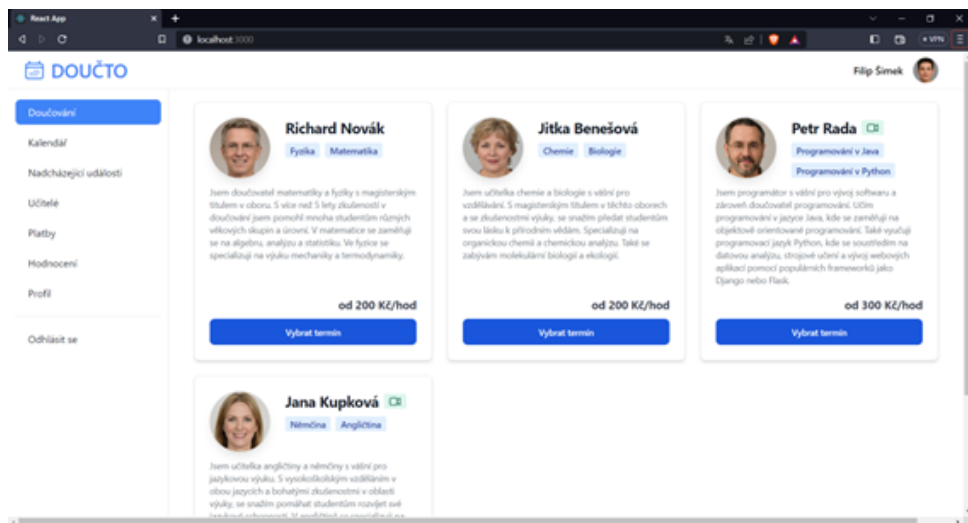 React App
localhost:3000
VPN
DOUČTO
Filip Šimek
Doučování
Kalendář
Nadcházející události
Učitelé
Platby
Hodnocení
Profil
Odhlásit se
Richard Novák
Fyzika Matematika
Jsem doučovatel matematiky a fyziky s magisterským
titulem v oboru. S více než 5 lety zkušeností v
doučování jsem pomohl mnoha studentům různých
věkových skupin a úrovní. V matematice se zaměřuji
se na algebru, analýzu a statistiku. Ve fyzice se
specializuji na výuku mechaniky a termodynamiky.
od 200 Kč/hod
Vybrat termín
Jitka Benešová
Chemie Biologie
Jsem učitelka chemie a biologie s vášní pro
vzdělávání. S magisterským titulem v těchto oborech
a se zkušenostmi výuky, se snažím předat studentům
svou lásku k přírodním vědám. Specializuji na
organickou chemii a chemickou analýzu. Také se
zabývám molekulární biologií a ekologií.
od 200 Kč/hod
Vybrat termín
Petr Rada
Programování v Java
Programování v Python
Jsem programátor s vášní pro vývoj softwaru a
zároveň doučovatel programování. Učím
programování v jazyce Java, kde se zaměřuji na
objektově orientované programování. Také vyučuji
programovací jazyk Python, kde se soustředím na
datovou analýzu, strojové učení a vývoj webových
aplikací pomocí populárních frameworků jako
Django nebo Flask.
od 300 Kč/hod
Vybrat termín
Jana Kupková
Němčina Angličtina
Jsem učitelka angličtiny a němčiny s vášní pro
jazykovou výuku. S vysokoškolským vzděláním v
obou jazycích a bohatými zkušenostmi v oblasti
výuky, se snažím pomáhat studentům rozvíjet své
jazykové schopnosti. V angličtině se specializuji na